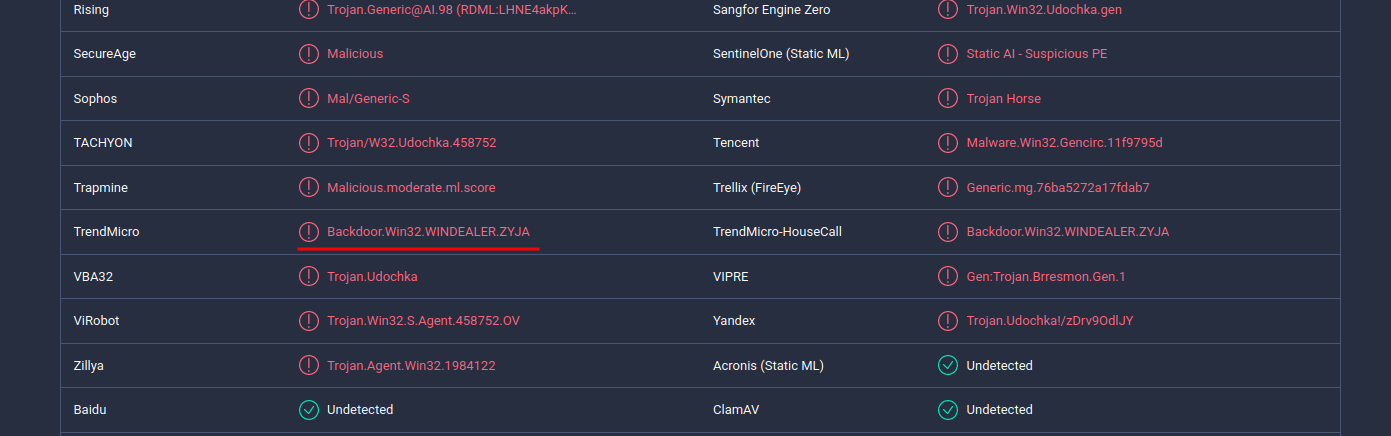 Rising Trojan.Generic@AI.98 (RDML:LHNE4akpK... Sangfor Engine Zero Trojan.Win32.Udochka.gen
SecureAge Malicious SentinelOne (Static ML) Static AI - Suspicious PE
Sophos Mal/Generic-S Symantec Trojan Horse
TACHYON Trojan/W32.Udochka.458752 Tencent Malware.Win32.Gencirc.11f9795d
Trapmine Malicious.moderate.ml.score Trellix (FireEye) Generic.mg.76ba5272a17fdab7
TrendMicro Backdoor.Win32.WINDEALER.ZYJA TrendMicro-HouseCall Backdoor.Win32.WINDEALER.ZYJA
VBA32 Trojan.Udochka VIPRE Gen:Trojan.Brresmon.Gen.1
ViRobot Trojan.Win32.S.Agent.458752.OV Yandex Trojan.Udochka!/zDrv9OdlJY
Zillya Trojan.Agent.Win32.1984122 Acronis (Static ML) Undetected
Baidu Undetected ClamAV Undetected